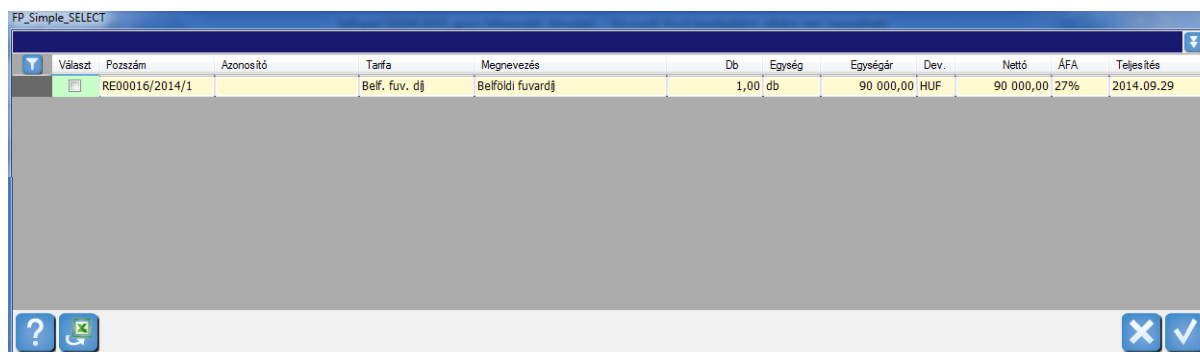 FP_Simple_SELECT
Választ Pozszám Azonosító Tarifa Megnevezés Db Egység Egységár Dev. Nettó ÁFA Teljesítés
RE00016/2014/1 Belf. fuv. díj Belföldi fuvardíj 1,00 db 90 000,00 HUF 90 000,00 27% 2014.09.29
?